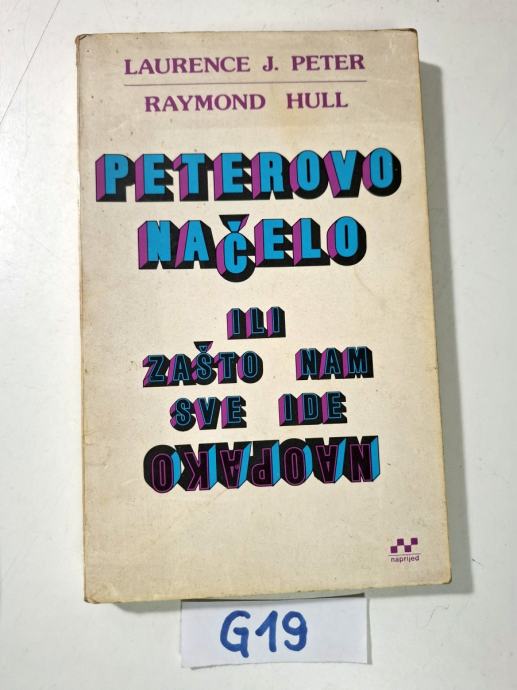 LAURENCE J. PETER
RAYMOND HULL
PETEROVO
NAČELO
ILI
ZAŠTO NAM
SVE IDE
NAOPAKO
naprijed
G19